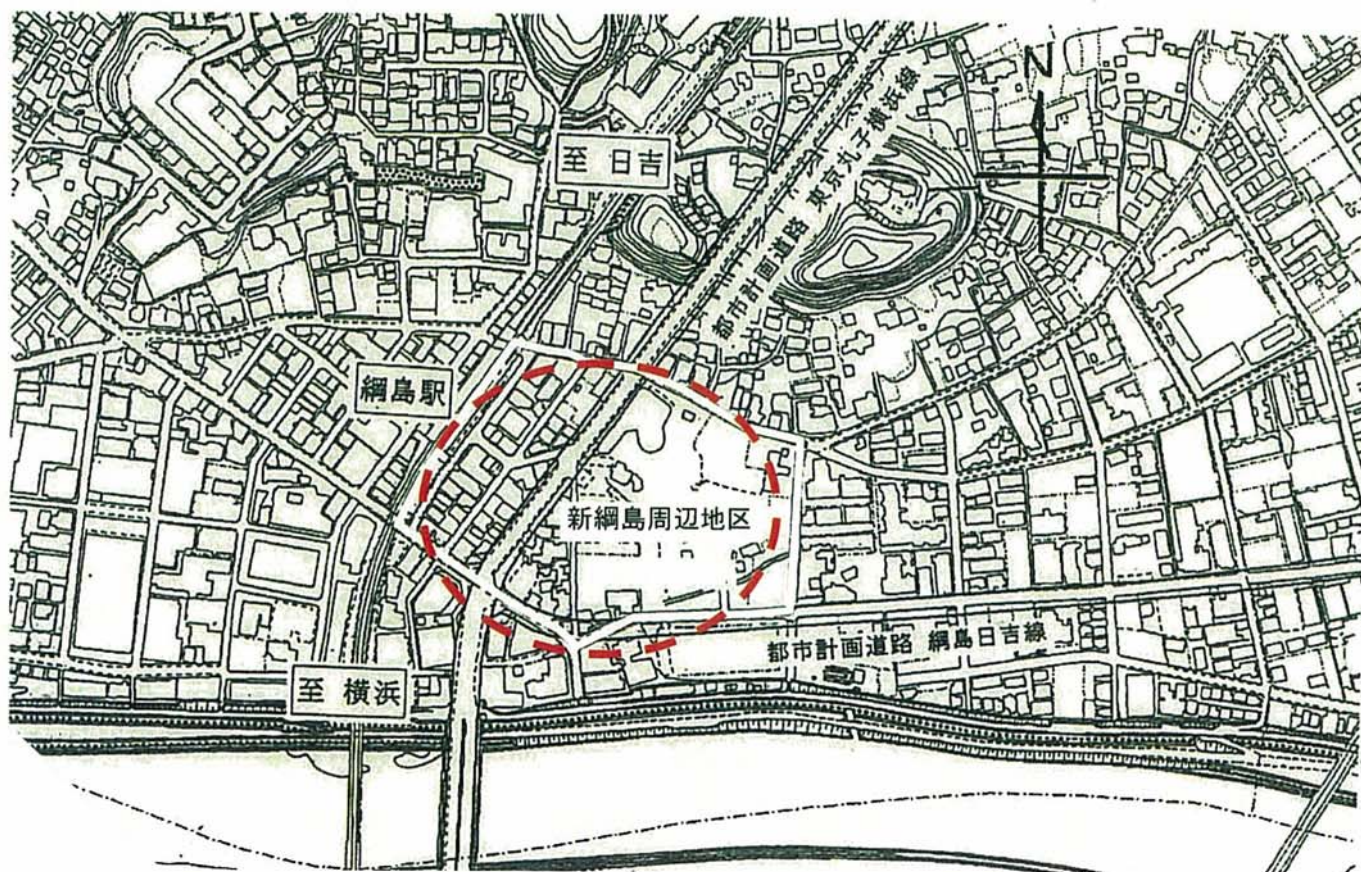 N
至 日吉
都市計画道路 東京丸子横浜線
綱島駅
新綱島周辺地区
都市計画道路 綱島日吉線
至 横浜